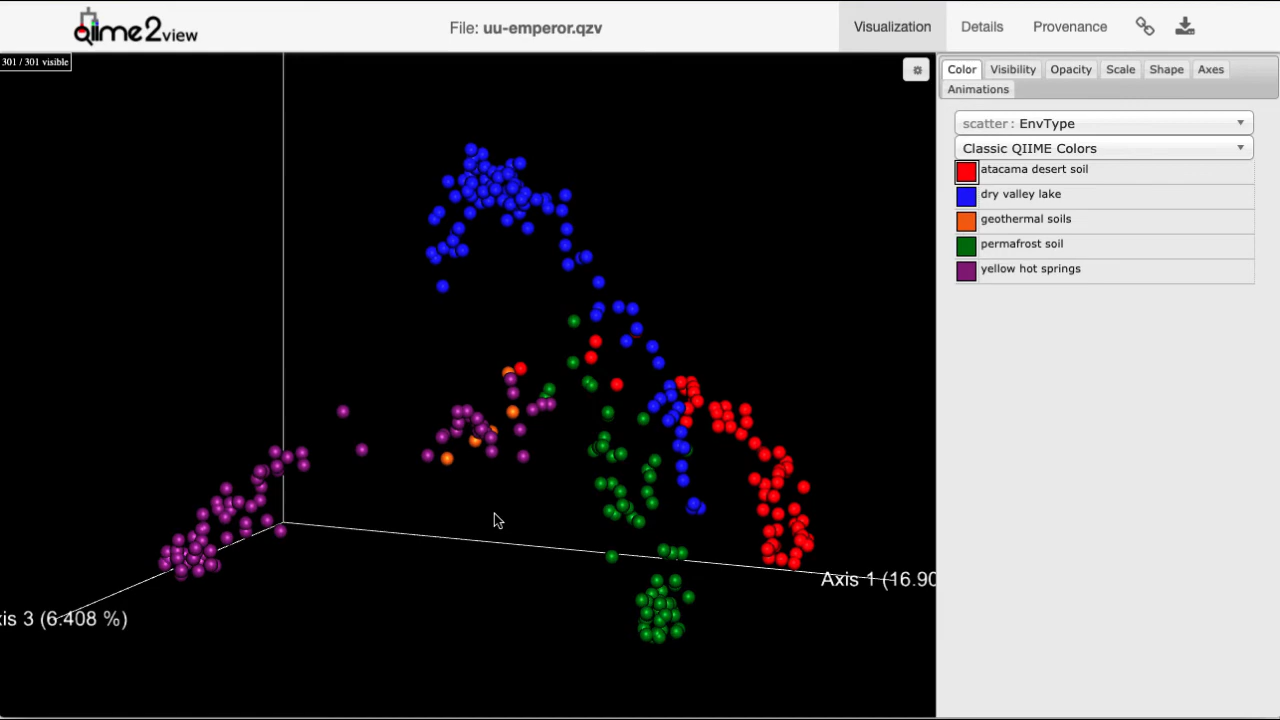 qiime2view
File: uu-emperor.qzv
Visualization
Details
Provenance
301 / 301 visible
Color
Visibility
Opacity
Scale
Shape
Axes
Animations
scatter: EnvType
Classic QIIME Colors
atacama desert soil
dry valley lake
geothermal soils
permafrost soil
yellow hot springs
Axis 1 (16.90
xis 3 (6.408 %)